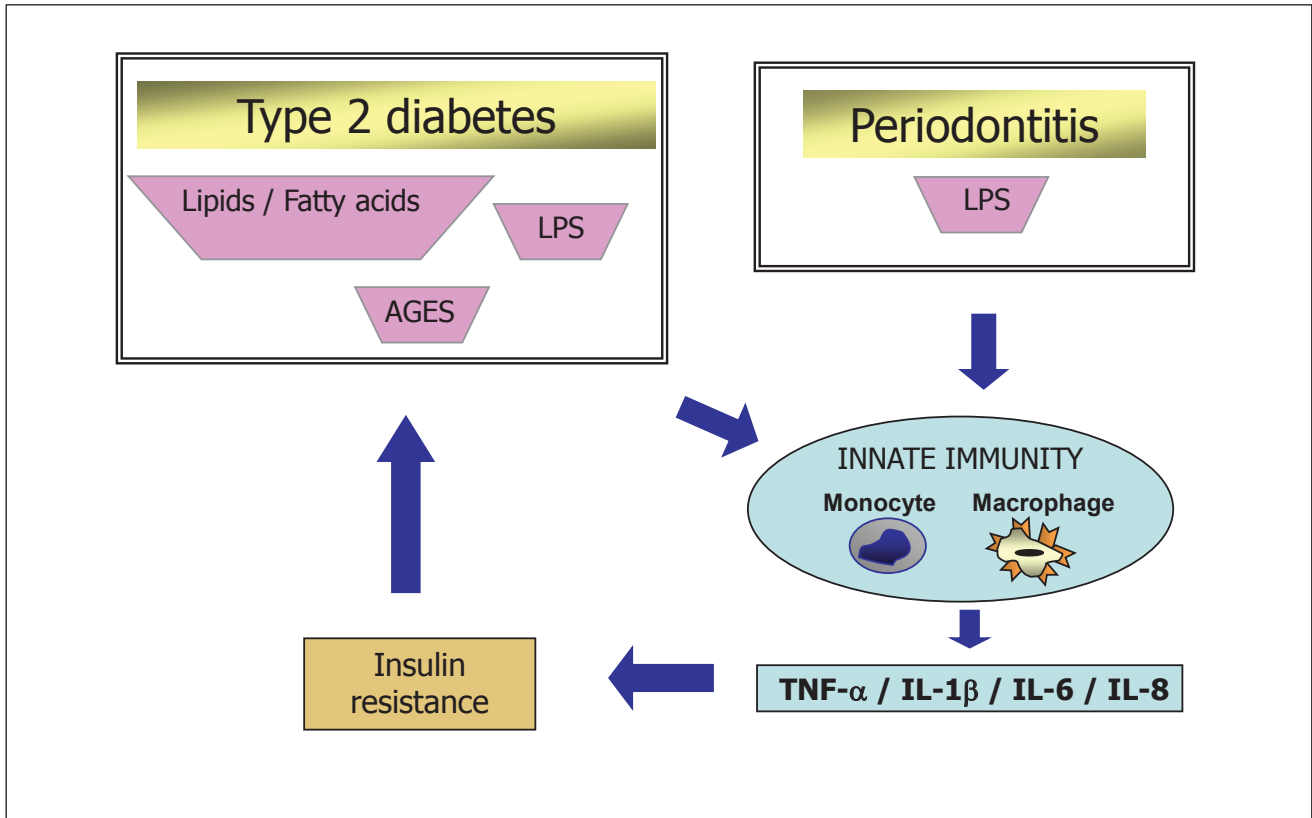 Type 2 diabetes
Lipids / Fatty acids
LPS
AGES
Periodontitis
LPS
INNATE IMMUNITY
Monocyte
Macrophage
TNF-α / IL-1β / IL-6 / IL-8
Insulin
resistance